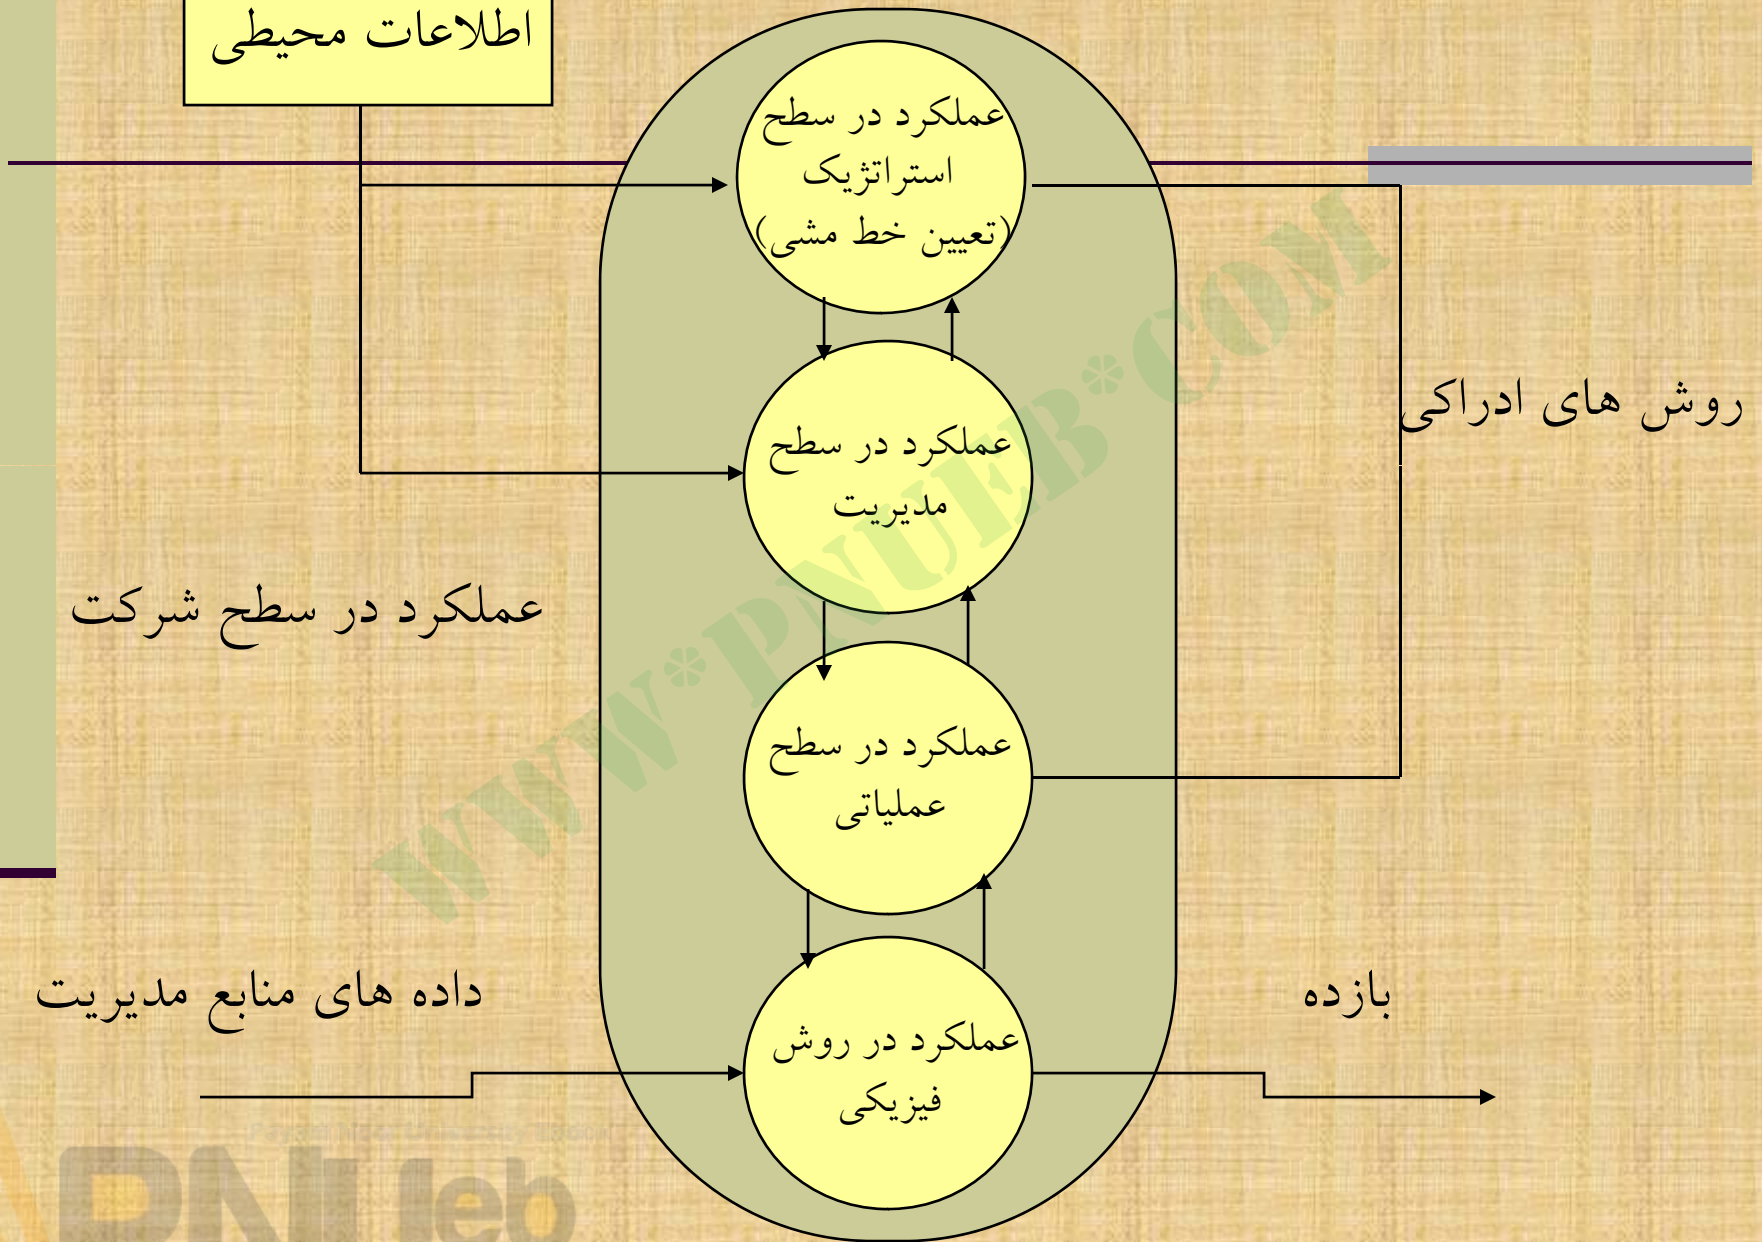 اطلاعات محیطی
عملکرد در سطح
استراتژیک
(تعیین خط مشی)
روش های ادراکی
عملکرد در سطح
مدیریت
عملکرد در سطح شرکت
عملکرد در سطح
عملیاتی
داده های منابع مدیریت
بازده
عملکرد در روش
فیزیکی
WWW*PNUEB*COM
PNUeb